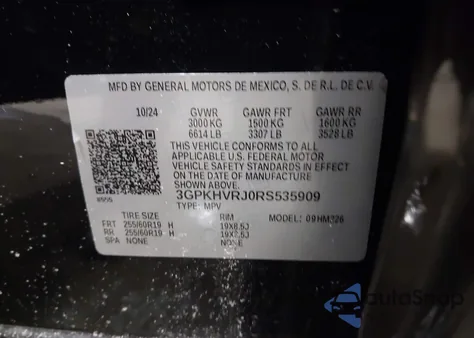 MFD BY GENERAL MOTORS DE MEXICO, S. DE R.L. DE C.V.
10/24 GVWR GAWR FRT GAWR RR
3000 KG 1500 KG 1600 KG
6614 LB 3307 LB 3528 LB
THIS VEHICLE CONFORMS TO ALL
APPLICABLE U.S. FEDERAL MOTOR
VEHICLE SAFETY STANDARDS IN EFFECT
ON THE DATE OF MANUFACTURE SHOWN ABOVE.
3GPKHVRJ0RS535909
TYPE: MPV MODEL: 09HM326
TIRE SIZE RIM
FRT 255/60R19 H 19X8.5J
RR 255/60R19 H 19X7.5J
SPA NONE NONE
AutoStrop